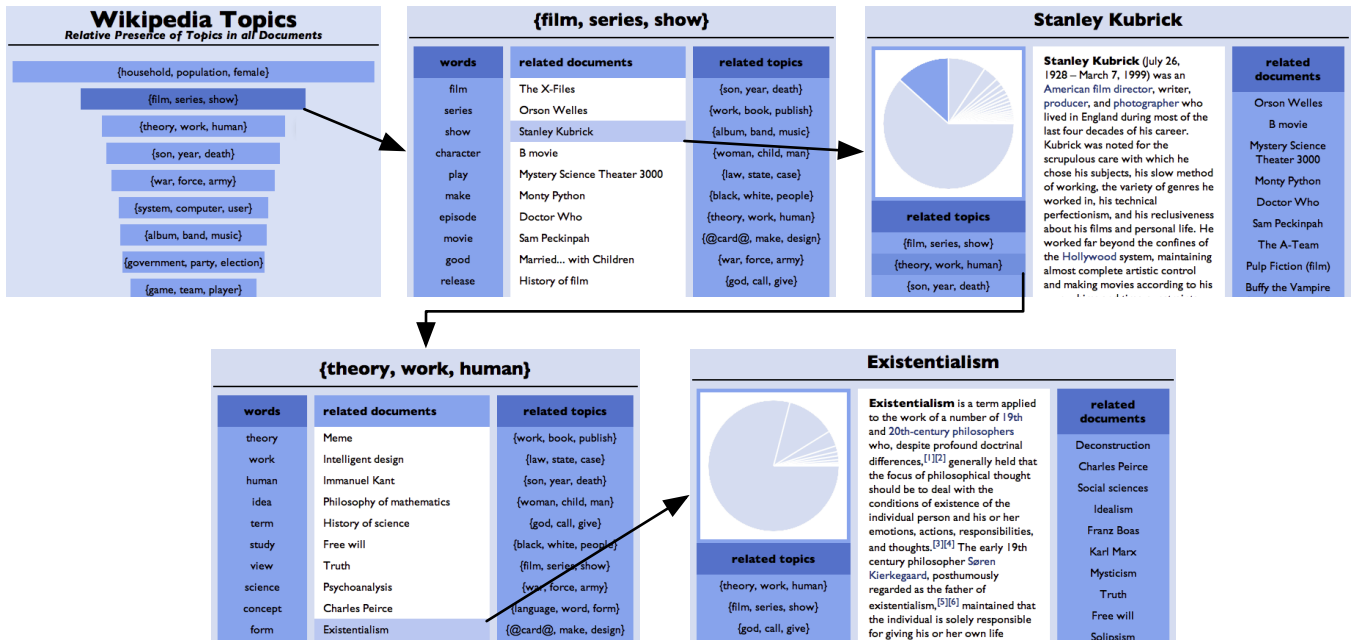 Wikipedia Topics
Relative Presence of Topics in all Documents
{household, population, female}
{film, series, show}
{theory, work, human}
{son, year, death}
{war, force, army}
{system, computer, user}
{album, band, music}
{government, party, election}
{game, team, player}
{film, series, show}
words
film
series
show
character
play
make
episode
movie
good
release
related documents
The X-Files
Orson Welles
Stanley Kubrick
B movie
Mystery Science Theater 3000
Monty Python
Doctor Who
Sam Peckinpah
Married... with Children
History of film
related topics
{son, year, death}
{work, book, publish}
{album, band, music}
{woman, child, man}
{law, state, case}
{black, white, people}
{theory, work, human}
{@card@, make, design}
{war, force, army}
{god, call, give}
Stanley Kubrick
related topics
{film, series, show}
{theory, work, human}
{son, year, death}
Stanley Kubrick (July 26,
1928 – March 7, 1999) was an
American film director, writer,
producer, and photographer who
lived in England during most of the
last four decades of his career.
Kubrick was noted for the
scrupulous care with which he
chose his subjects, his slow method
of working, the variety of genres he
worked in, his technical
perfectionism, and his reclusiveness
about his films and personal life. He
worked far beyond the confines of
the Hollywood system, maintaining
almost complete artistic control
and making movies according to his
related
documents
Orson Welles
B movie
Mystery Science
Theater 3000
Monty Python
Doctor Who
Sam Peckinpah
The A-Team
Pulp Fiction (film)
Buffy the Vampire
{theory, work, human}
words
theory
work
human
idea
term
study
view
science
concept
form
related documents
Meme
Intelligent design
Immanuel Kant
Philosophy of mathematics
History of science
Free will
Truth
Psychoanalysis
Charles Peirce
Existentialism
related topics
{work, book, publish}
{law, state, case}
{son, year, death}
{woman, child, man}
{god, call, give}
{black, white, people}
{film, series, show}
{war, force, army}
{language, word, form}
{@card@, make, design}
Existentialism
related topics
{theory, work, human}
{film, series, show}
{god, call, give}
Existentialism is a term applied
to the work of a number of 19th
and 20th-century philosophers
who, despite profound doctrinal
differences,[1][2] generally held that
the focus of philosophical thought
should be to deal with the
conditions of existence of the
individual person and his or her
emotions, actions, responsibilities,
and thoughts.[3][4] The early 19th
century philosopher Søren
Kierkegaard, posthumously
regarded as the father of
existentialism,[5][6] maintained that
the individual is solely responsible
for giving his or her own life
related
documents
Deconstruction
Charles Peirce
Social sciences
Idealism
Franz Boas
Karl Marx
Mysticism
Truth
Free will
Solipsism